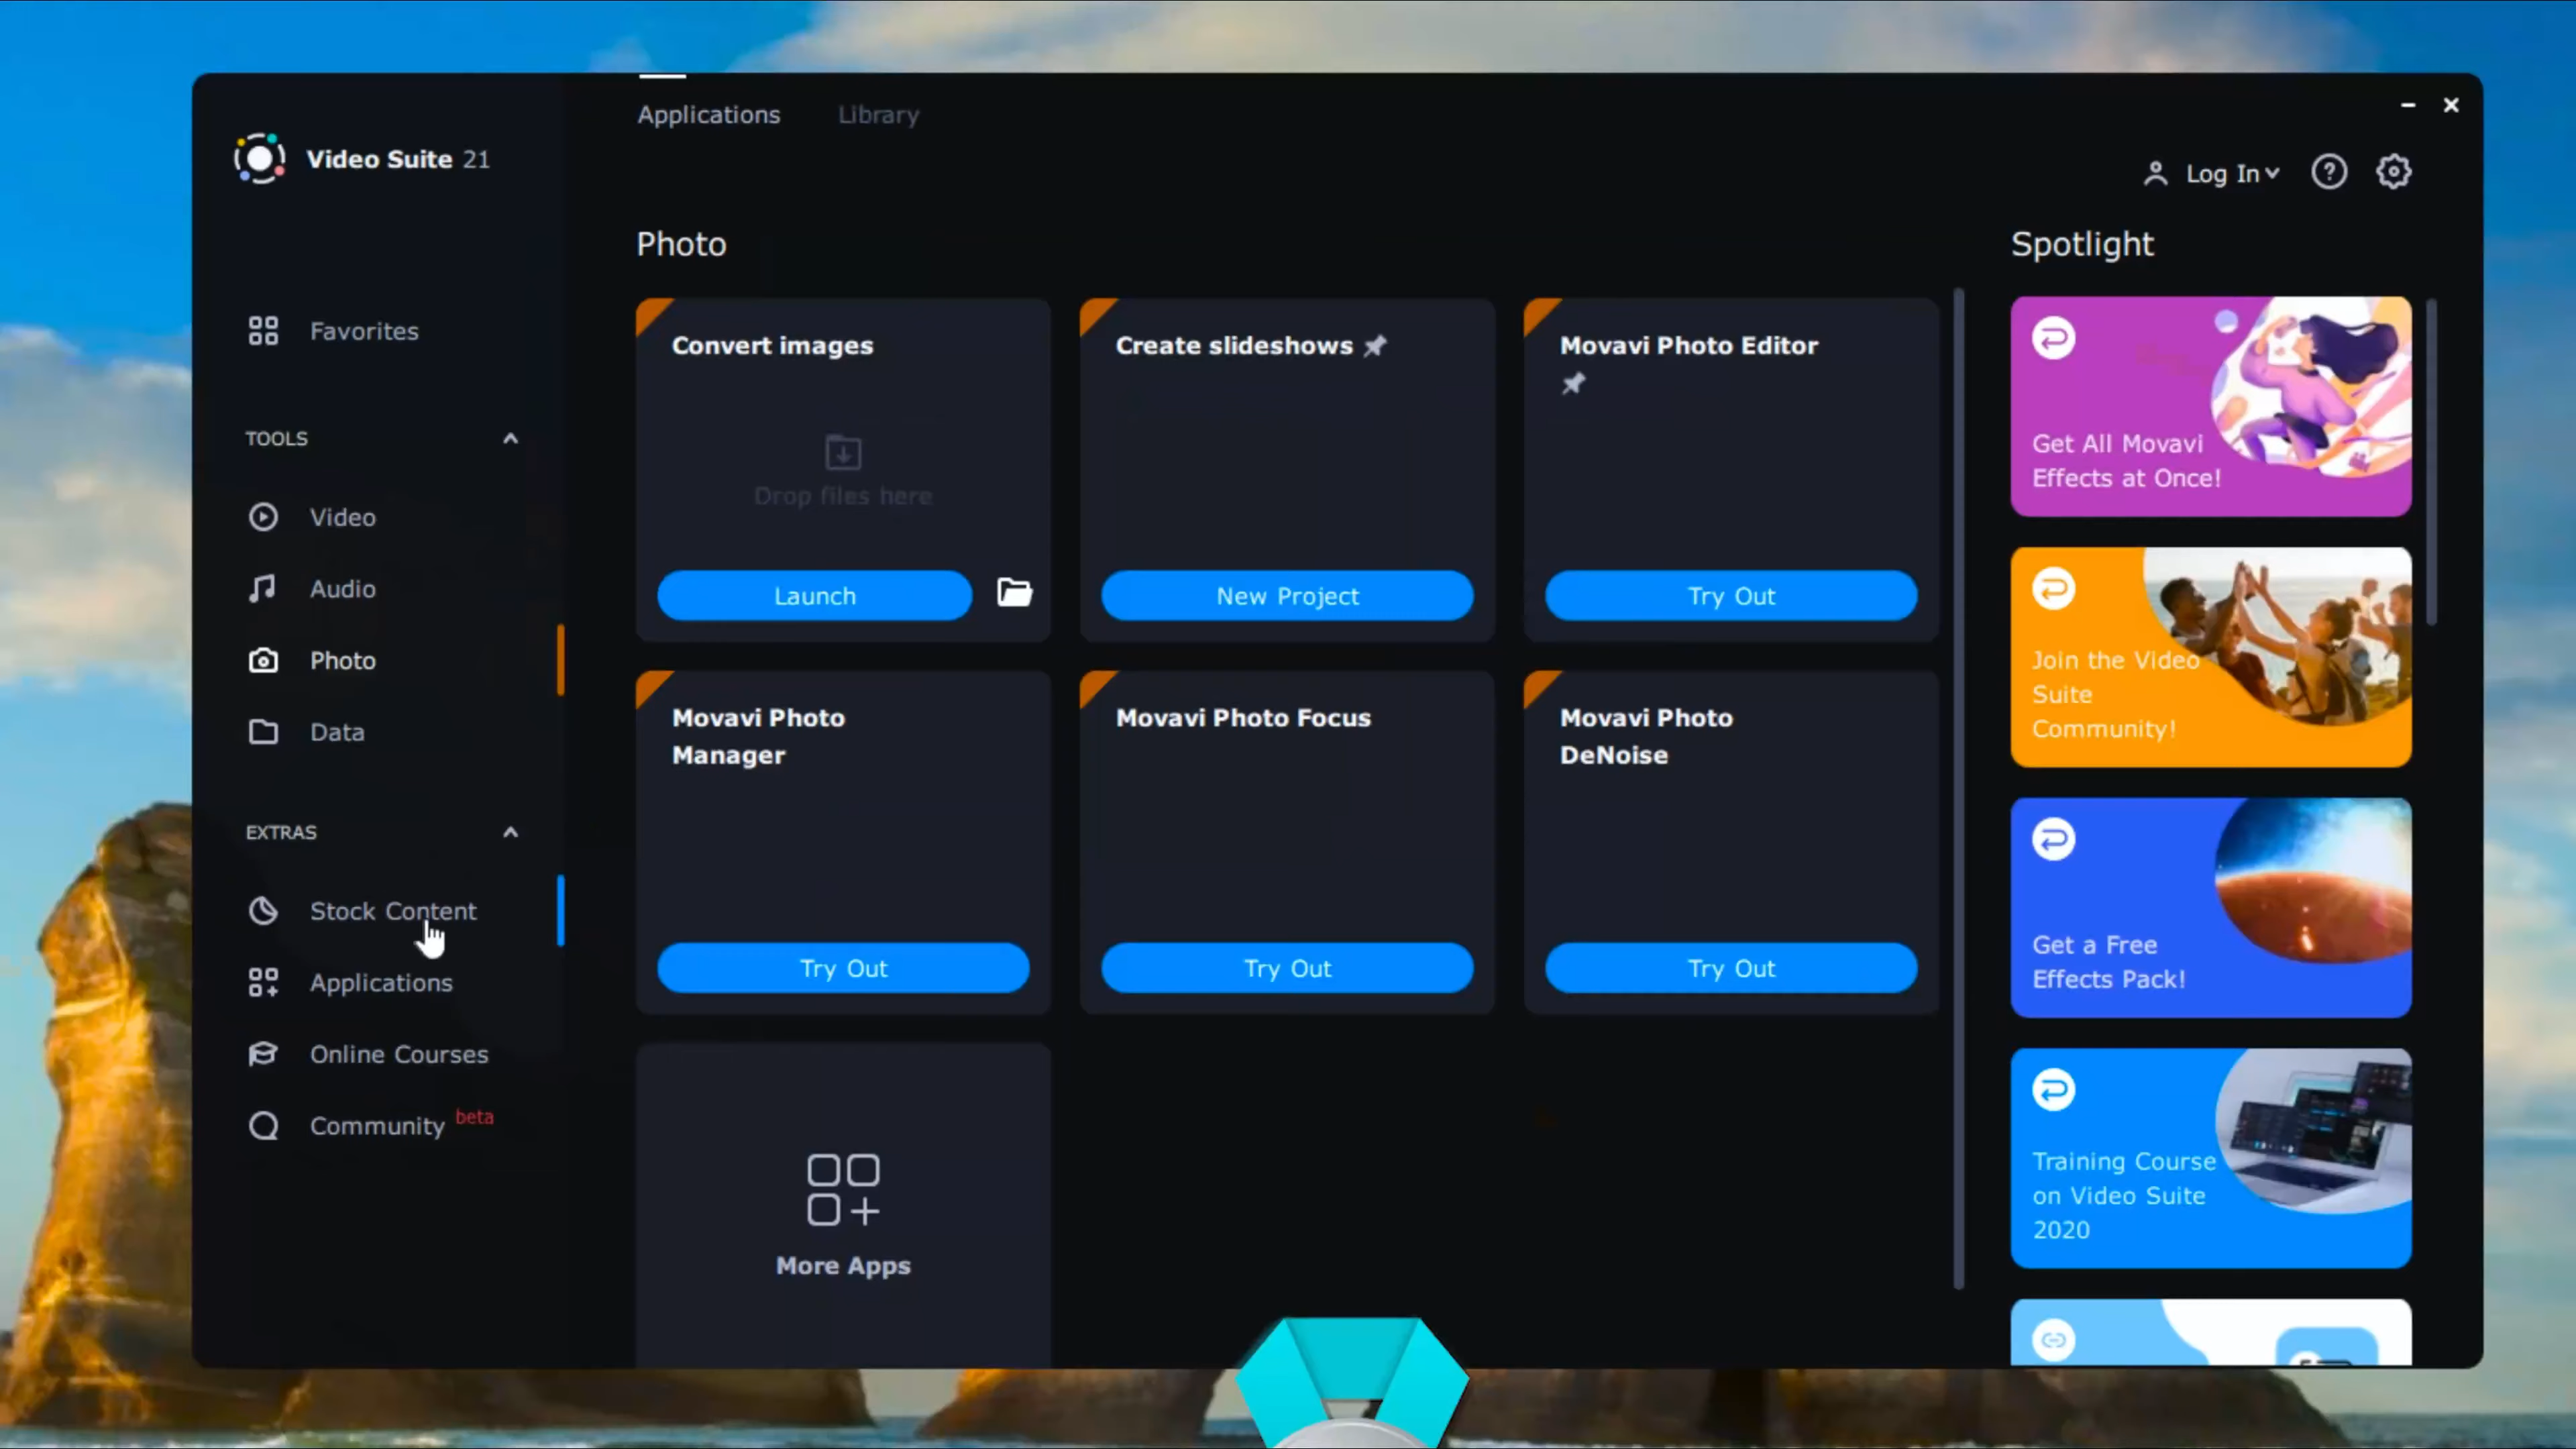 Applications
Library
Video Suite 21
Log In
Photo
Spotlight
Favorites
TOOLS
Video
Audio
Photo
Data
EXTRAS
Stock Content
Applications
Online Courses
Community beta
Convert images
Drop files here
Launch
Create slideshows
New Project
Movavi Photo Editor
Try Out
Movavi Photo
Manager
Try Out
Movavi Photo Focus
Try Out
Movavi Photo
DeNoise
Try Out
More Apps
Get All Movavi
Effects at Once!
Join the Video
Suite
Community!
Get a Free
Effects Pack!
Training Course
on Video Suite
2020